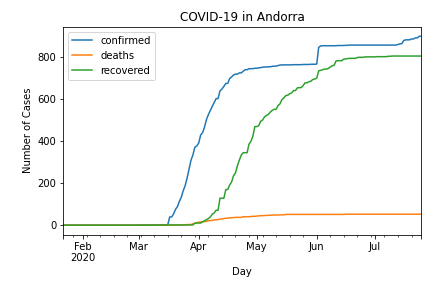 COVID-19 in Andorra
confirmed
deaths
recovered
Number of Cases
800
600
400
200
0
Feb Mar Apr May Jun Jul
2020
Day